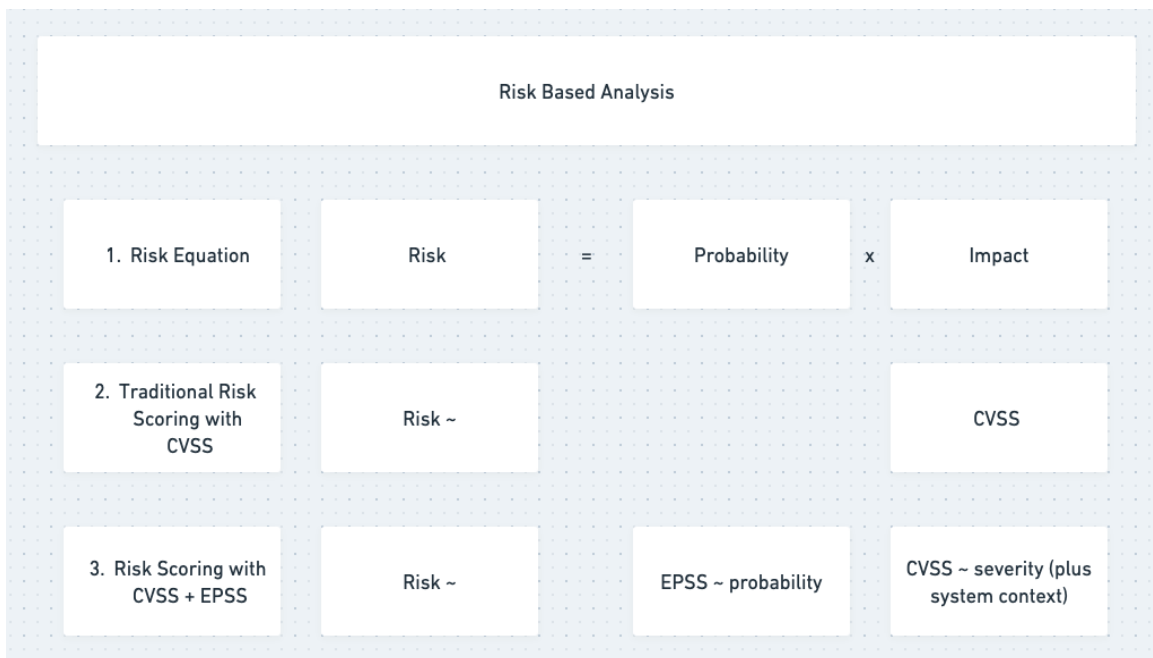 Risk Based Analysis
1. Risk Equation
Risk
=
Probability
x
Impact
2. Traditional Risk
Scoring with
CVSS
Risk ~
CVSS
3. Risk Scoring with
CVSS + EPSS
Risk ~
EPSS ~ probability
CVSS ~ severity (plus
system context)